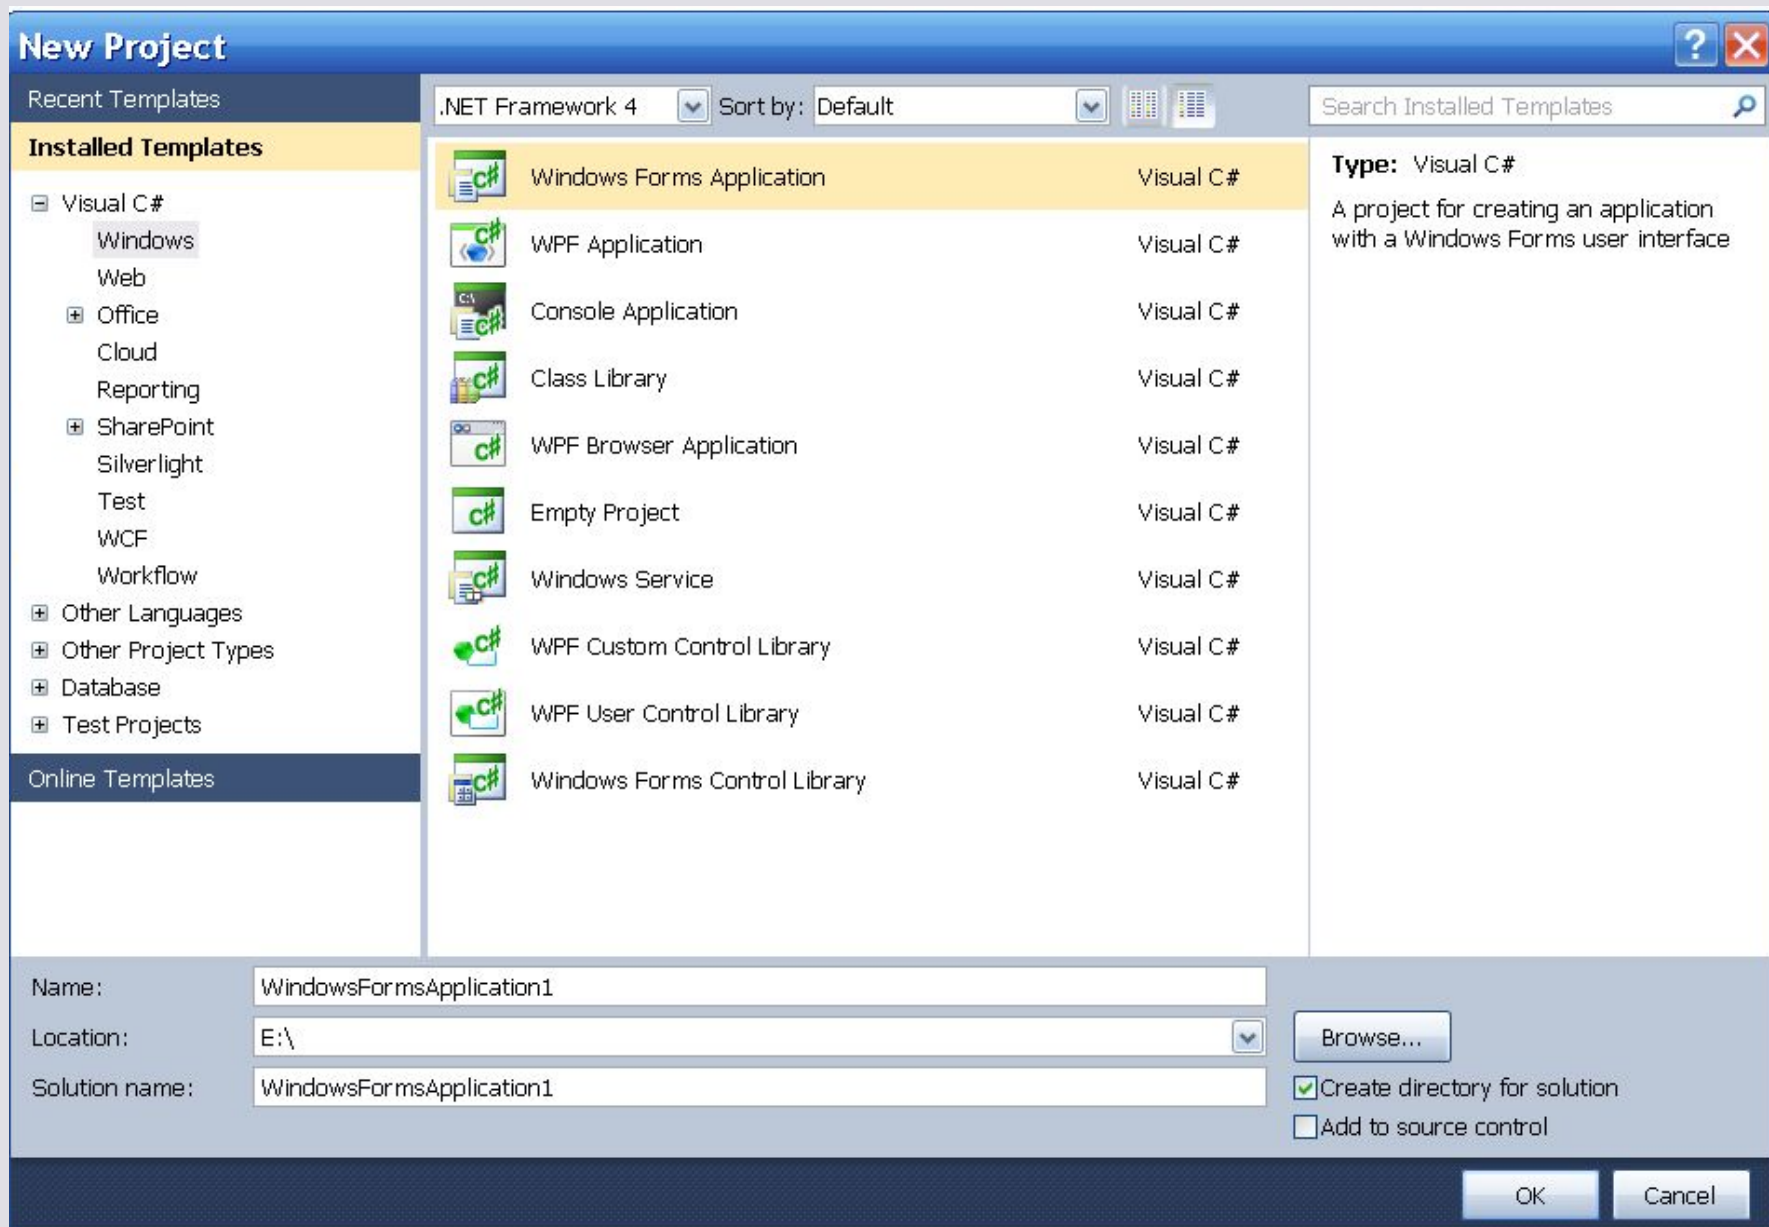 New Project
Recent Templates
.NET Framework 4 Sort by: Default
Search Installed Templates
Installed Templates
Visual C#
Windows
Web
Office
Cloud
Reporting
SharePoint
Silverlight
Test
WCF
Workflow
Other Languages
Other Project Types
Database
Test Projects
Online Templates
Windows Forms Application Visual C#
WPF Application Visual C#
Console Application Visual C#
Class Library Visual C#
WPF Browser Application Visual C#
Empty Project Visual C#
Windows Service Visual C#
WPF Custom Control Library Visual C#
WPF User Control Library Visual C#
Windows Forms Control Library Visual C#
Type: Visual C#
A project for creating an application
with a Windows Forms user interface
Name: WindowsFormsApplication1
Location: E:\ Browse...
Solution name: WindowsFormsApplication1
Create directory for solution
Add to source control
OK Cancel